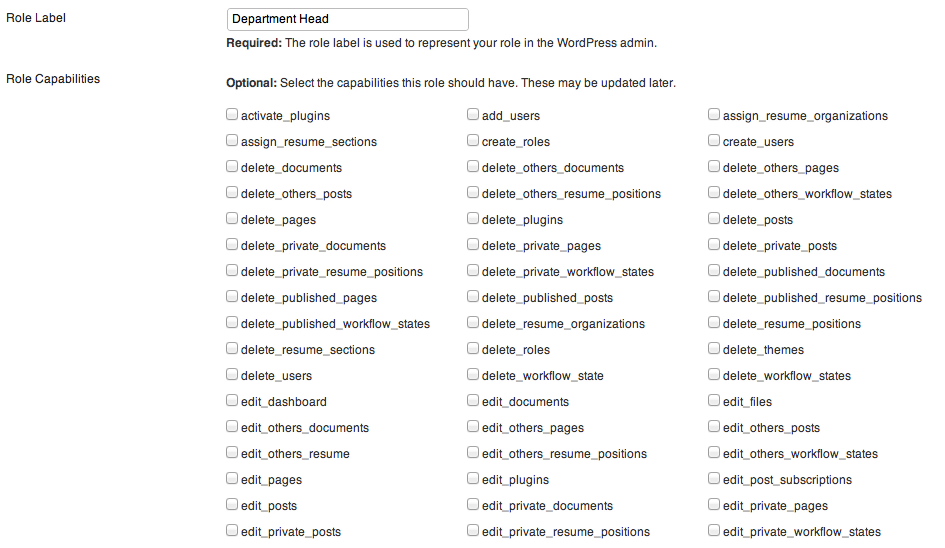 Role Label Department Head
Required: The role label is used to represent your role in the WordPress admin.
Role Capabilities Optional: Select the capabilities this role should have. These may be updated later.
activate_plugins add_users assign_resume_organizations
assign_resume_sections create_roles create_users
delete_documents delete_others_documents delete_others_pages
delete_others_posts delete_others_resume_positions delete_others_workflow_states
delete_pages delete_plugins delete_posts
delete_private_documents delete_private_pages delete_private_posts
delete_private_resume_positions delete_private_workflow_states delete_published_documents
delete_published_pages delete_published_posts delete_published_resume_positions
delete_published_workflow_states delete_resume_organizations delete_resume_positions
delete_resume_sections delete_roles delete_themes
delete_users delete_workflow_state delete_workflow_states
edit_dashboard edit_documents edit_files
edit_others_documents edit_others_pages edit_others_posts
edit_others_resume edit_others_resume_positions edit_others_workflow_states
edit_pages edit_plugins edit_post_subscriptions
edit_posts edit_private_documents edit_private_pages
edit_private_posts edit_private_resume_positions edit_private_workflow_states